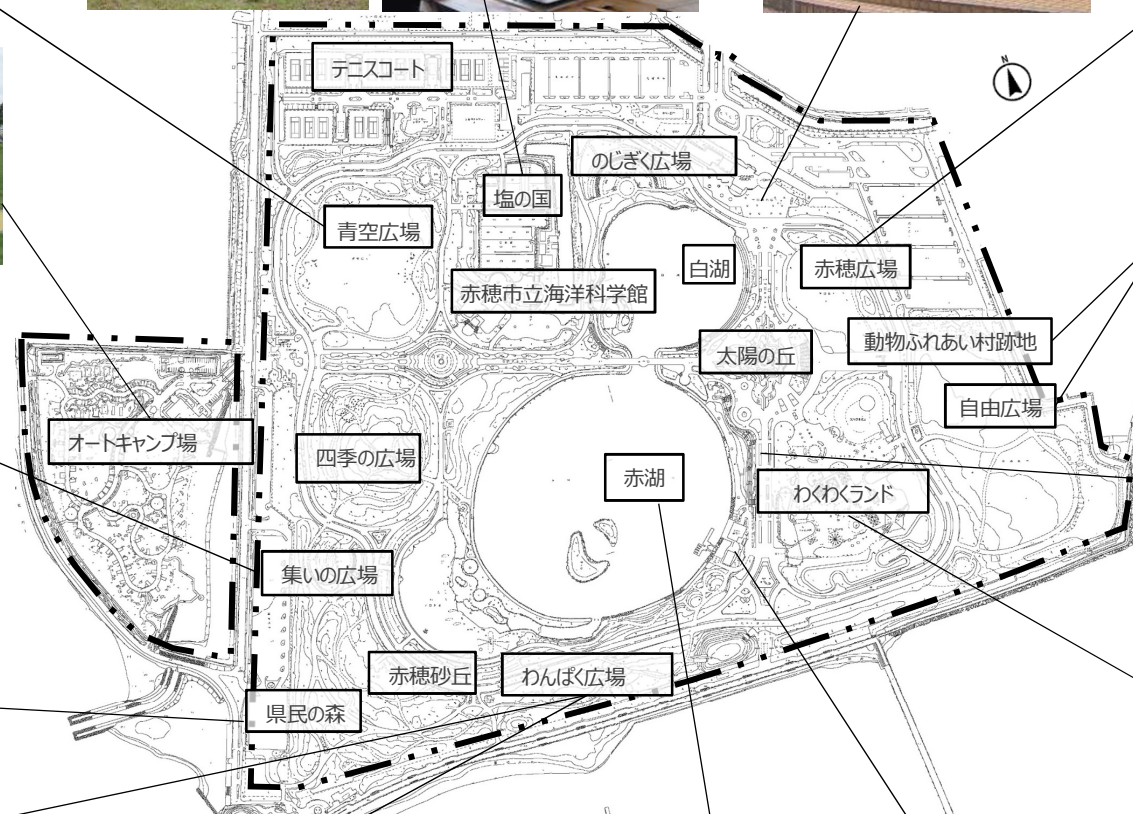 N
テニスコート
のじぎく広場
塩の国
青空広場
白湖
赤穂広場
赤穂市立海洋科学館
動物ふれあい村跡地
太陽の丘
自由広場
オートキャンプ場
四季の広場
赤湖
わくわくランド
集いの広場
赤穂砂丘
わんぱく広場
県民の森